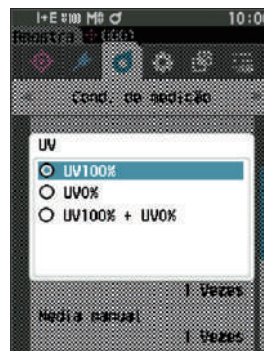 I+E 10:0
Amostra
Cond. de medição
UV
UV100%
UV0%
UV100% + UV0%
1 Vezes
Média manual
1 Vezes